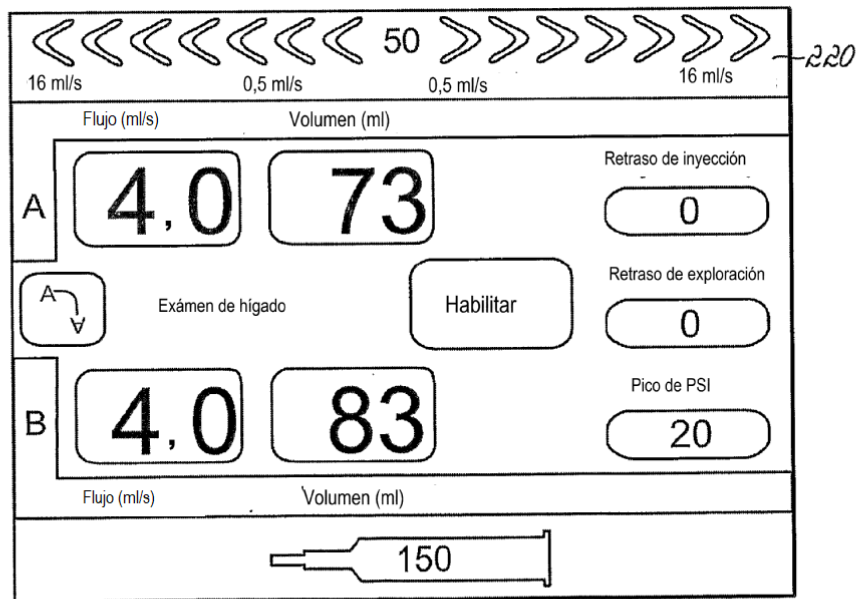 50
220
16 ml/s 0,5 ml/s 0,5 ml/s 16 ml/s
Flujo (ml/s) Volumen (ml)
Retraso de inyección
A 4,0 73 0
Retraso de exploración
A A Exámen de hígado Habilitar 0
Pico de PSI
B 4,0 83 20
Flujo (ml/s) Volumen (ml)
150